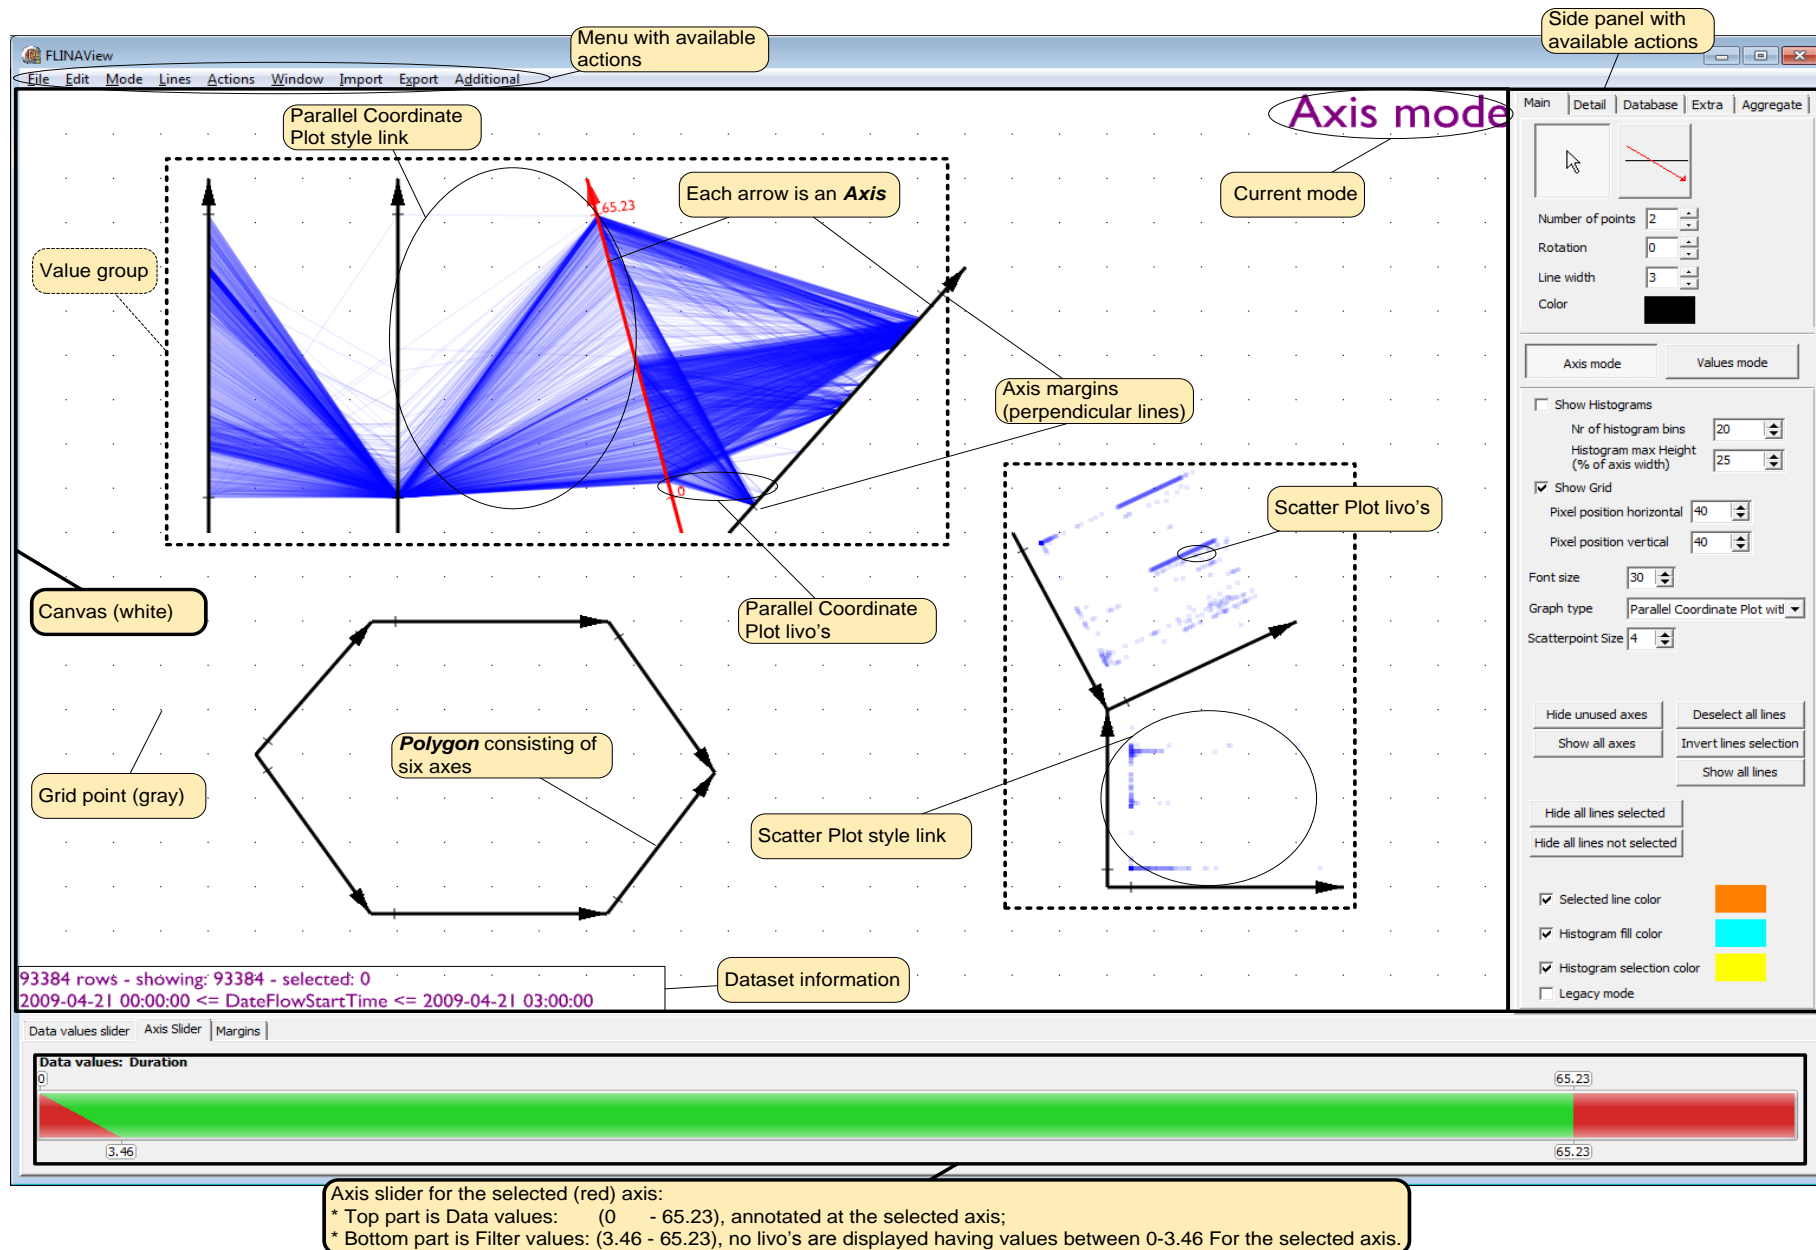 Side panel with
available actions
Menu with available
actions
FLINAView
File Edit Mode Lines Actions Window Import Export Additional
Axis mode
Main Detail Database Extra Aggregate
Parallel Coordinate
Plot style link
Each arrow is an Axis
Current mode
65.23
Value group
Number of points 2
Rotation 0
Line width 3
Color
Axis mode Values mode
Axis margins
(perpendicular lines)
Show Histograms
Nr of histogram bins 20
Histogram max Height
(% of axis width) 25
Show Grid
Pixel position horizontal 40
Pixel position vertical 40
0
Scatter Plot livo's
Font size 30
Graph type Parallel Coordinate Plot witl
Scatterpoint Size 4
Canvas (white)
Parallel Coordinate
Plot livo's
Hide unused axes Deselect all lines
Show all axes Invert lines selection
Show all lines
Polygon consisting of
six axes
Grid point (gray)
Scatter Plot style link
Hide all lines selected
Hide all lines not selected
Selected line color
Histogram fill color
Histogram selection color
Legacy mode
93384 rows - showing: 93384 - selected: 0
2009-04-21 00:00:00 <= DateFlowStartTime <= 2009-04-21 03:00:00
Dataset information
Data values slider Axis Slider Margins
Data values: Duration
0 65.23
3.46 65.23
Axis slider for the selected (red) axis:
* Top part is Data values: (0 - 65.23), annotated at the selected axis;
* Bottom part is Filter values: (3.46 - 65.23), no livo's are displayed having values between 0-3.46 For the selected axis.